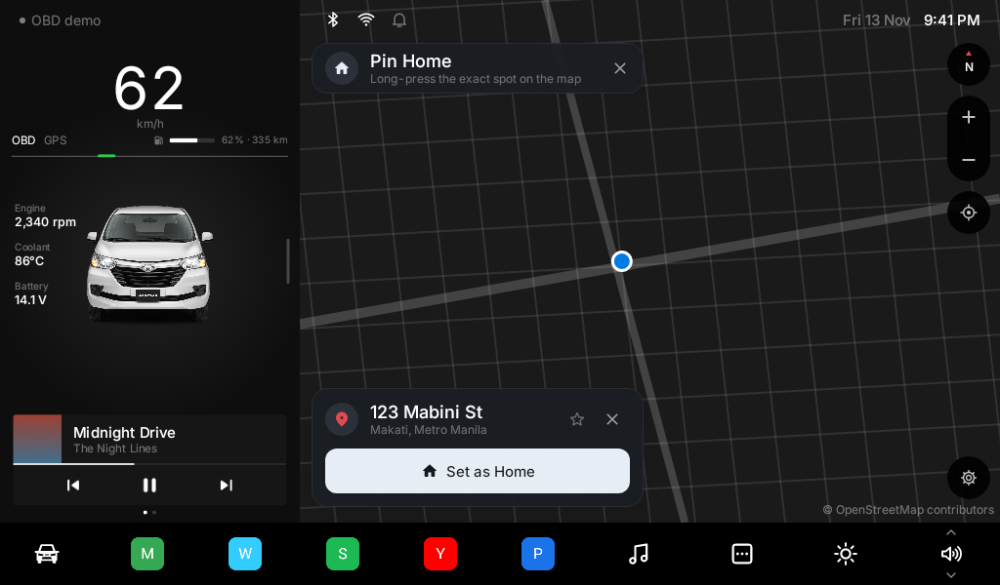 OBD demo
Fri 13 Nov 9:41 PM
62
km/h
OBD GPS 62% · 335 km
Engine
2,340 rpm
Coolant
86°C
Battery
14.1 V
Midnight Drive
The Night Lines
Pin Home
Long-press the exact spot on the map
N
123 Mabini St
Makati, Metro Manila
Set as Home
© OpenStreetMap contributors
M W S Y P